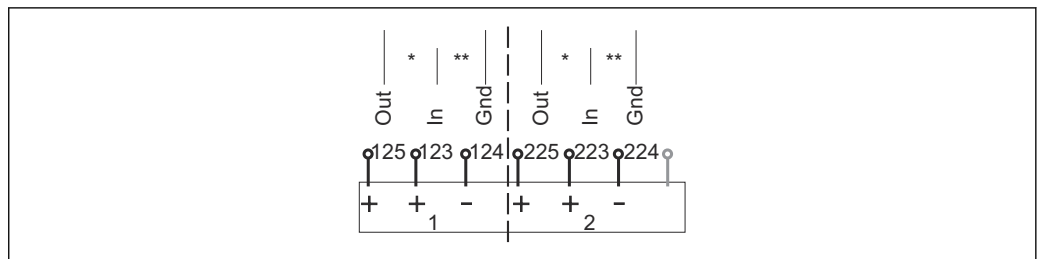 * ** * **
Out In Gnd Out In Gnd
125 123 124 225 223 224
+ + - + + -
1 2